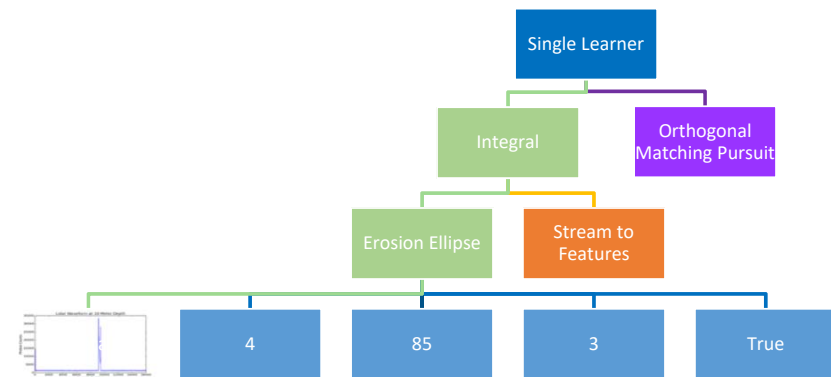 Single Learner
Integral
Orthogonal
Matching Pursuit
Erosion Ellipse
Stream to
Features
4
85
3
True